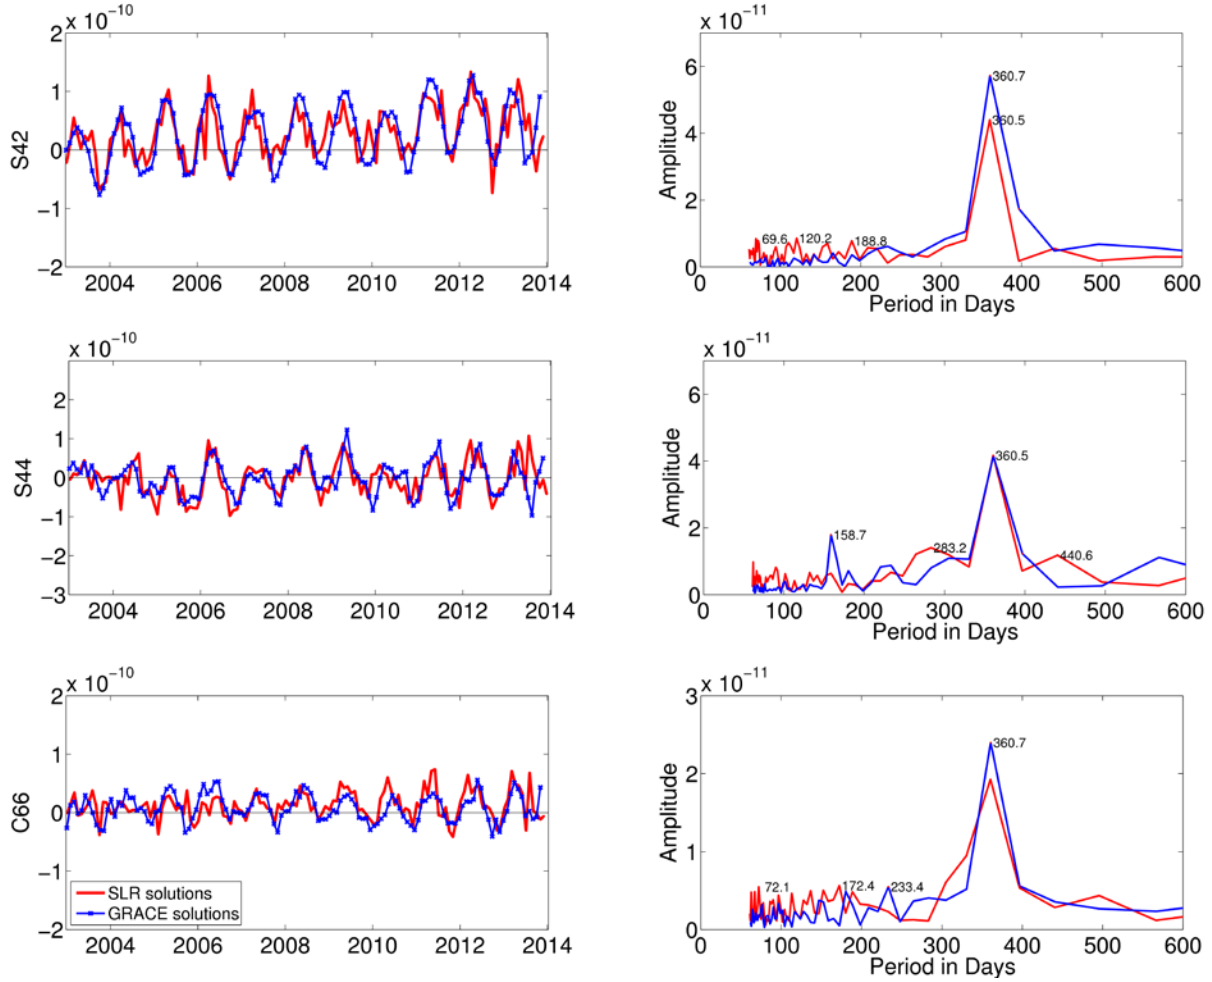 x 10⁻¹⁰
2
1
0
−1
−2
S42
2004 2006 2008 2010 2012 2014
x 10⁻¹¹
6
4
2
0
Amplitude
360.7
360.5
69.6 120.2 188.8
0 100 200 300 400 500 600
Period in Days
x 10⁻¹⁰
2
1
0
−1
−2
−3
S44
2004 2006 2008 2010 2012 2014
x 10⁻¹¹
6
4
2
0
Amplitude
360.5
158.7 283.2 440.6
0 100 200 300 400 500 600
Period in Days
x 10⁻¹⁰
2
1
0
−1
−2
C66
SLR solutions
GRACE solutions
2004 2006 2008 2010 2012 2014
x 10⁻¹¹
3
2
1
0
Amplitude
360.7
72.1 172.4 233.4
0 100 200 300 400 500 600
Period in Days